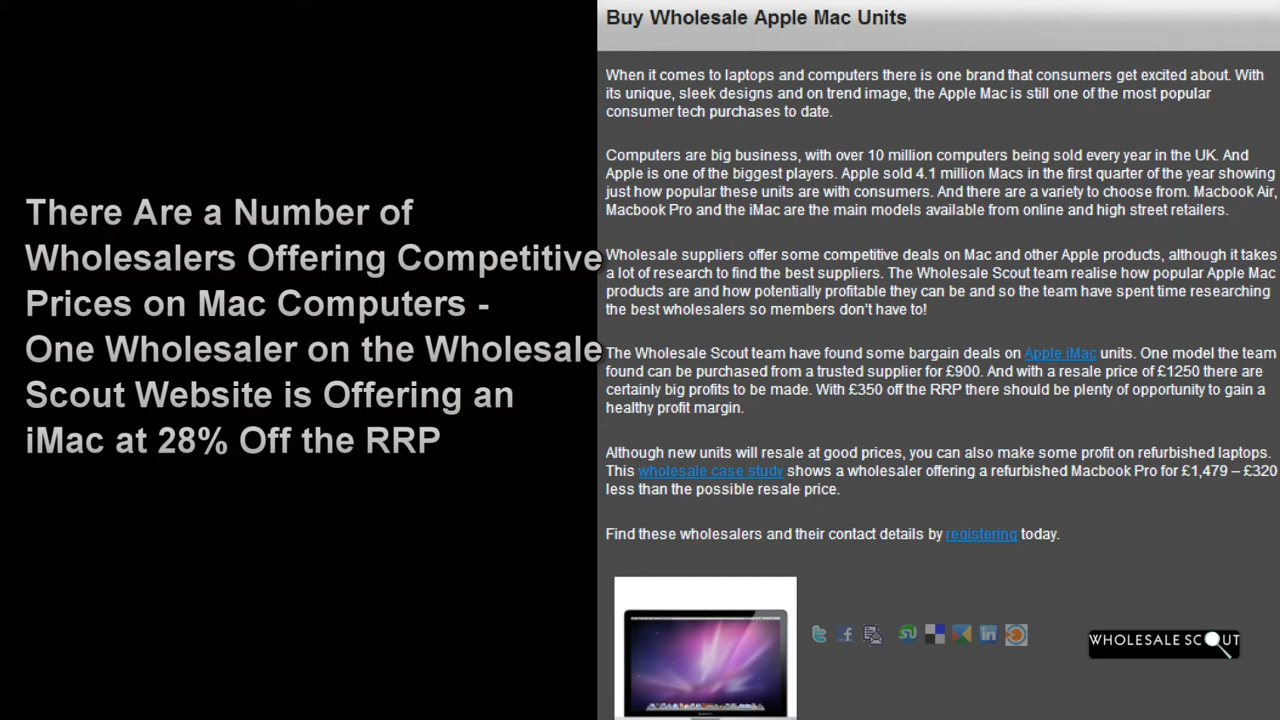 There Are a Number of
Wholesalers Offering Competitive
Prices on Mac Computers -
One Wholesaler on the Wholesale
Scout Website is Offering an
iMac at 28% Off the RRP
Buy Wholesale Apple Mac Units
When it comes to laptops and computers there is one brand that consumers get excited about. With
its unique, sleek designs and on trend image, the Apple Mac is still one of the most popular
consumer tech purchases to date.
Computers are big business, with over 10 million computers being sold every year in the UK. And
Apple is one of the biggest players. Apple sold 4.1 million Macs in the first quarter of the year showing
just how popular these units are with consumers. And there are a variety to choose from. Macbook Air,
Macbook Pro and the iMac are the main models available from online and high street retailers.
Wholesale suppliers offer some competitive deals on Mac and other Apple products, although it takes
a lot of research to find the best suppliers. The Wholesale Scout team realise how popular Apple Mac
products are and how potentially profitable they can be and so the team have spent time researching
the best wholesalers so members don't have to!
The Wholesale Scout team have found some bargain deals on Apple iMac units. One model the team
found can be purchased from a trusted supplier for £900. And with a resale price of £1250 there are
certainly big profits to be made. With £350 off the RRP there should be plenty of opportunity to gain a
healthy profit margin.
Although new units will resale at good prices, you can also make some profit on refurbished laptops.
This wholesale case study shows a wholesaler offering a refurbished Macbook Pro for £1,479 – £320
less than the possible resale price.
Find these wholesalers and their contact details by registering today.
WHOLESALE SCOUT